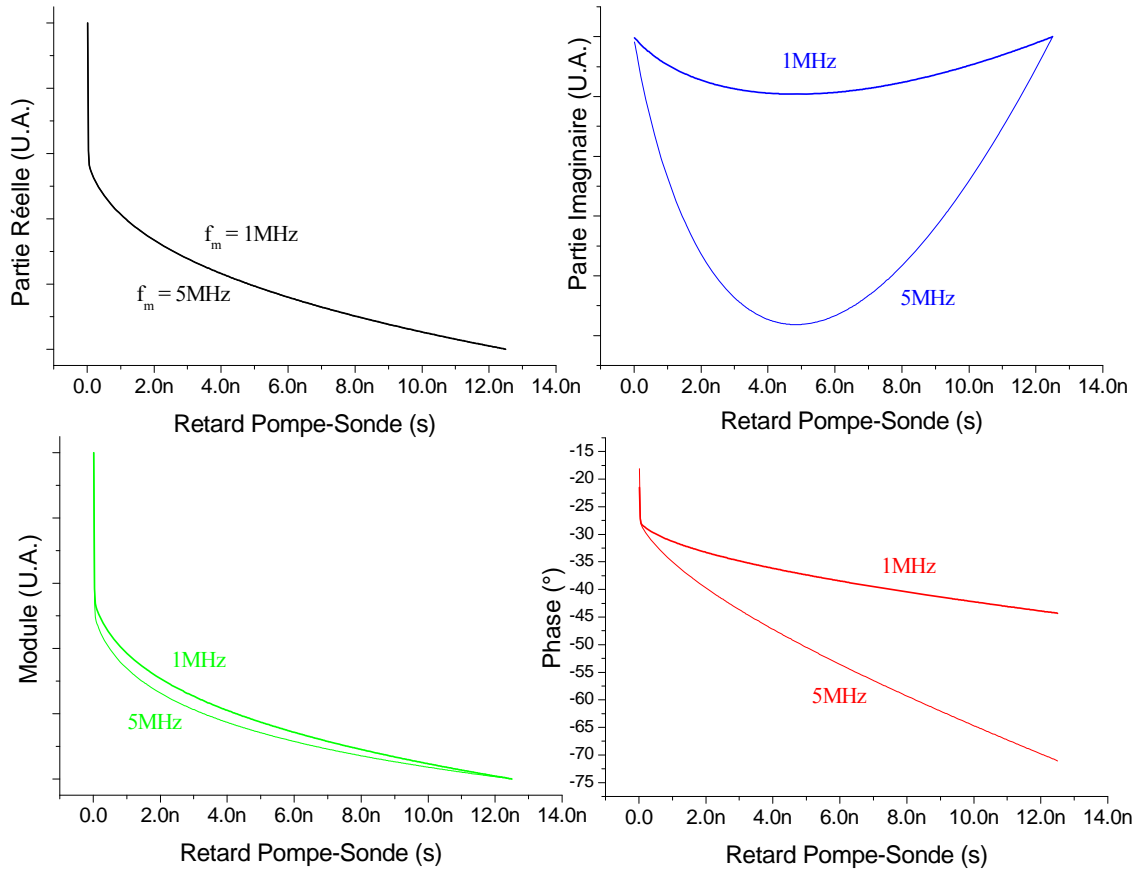 Partie Réelle (U.A.)
f_m = 1MHz
f_m = 5MHz
0.0 2.0n 4.0n 6.0n 8.0n 10.0n 12.0n 14.0n
Retard Pompe-Sonde (s)
Partie Imaginaire (U.A.)
1MHz
5MHz
0.0 2.0n 4.0n 6.0n 8.0n 10.0n 12.0n 14.0n
Retard Pompe-Sonde (s)
Module (U.A.)
1MHz
5MHz
0.0 2.0n 4.0n 6.0n 8.0n 10.0n 12.0n 14.0n
Retard Pompe-Sonde (s)
Phase (°)
-15
-20
-25
-30
-35
-40
-45
-50
-55
-60
-65
-70
-75
1MHz
5MHz
0.0 2.0n 4.0n 6.0n 8.0n 10.0n 12.0n 14.0n
Retard Pompe-Sonde (s)